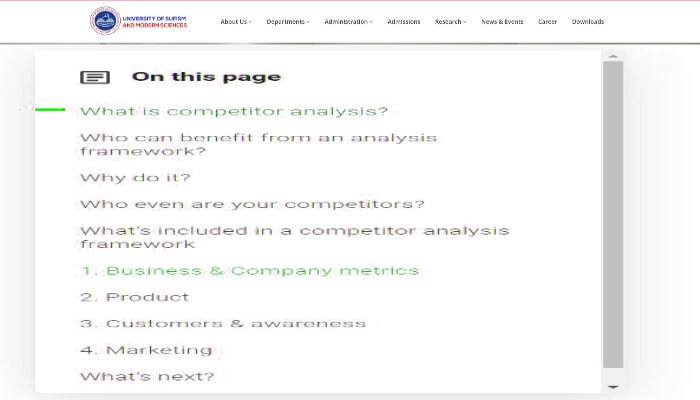 UNIVERSITY OF SUFISM
AND MODERN SCIENCES
About Us
Departments
Administration
Admissions
Research
News & Events
Career
Downloads
On this page
What is competitor analysis?
Who can benefit from an analysis
framework?
Why do it?
Who even are your competitors?
What's included in a competitor analysis
framework
1. Business & Company metrics
2. Product
3. Customers & awareness
4. Marketing
What's next?